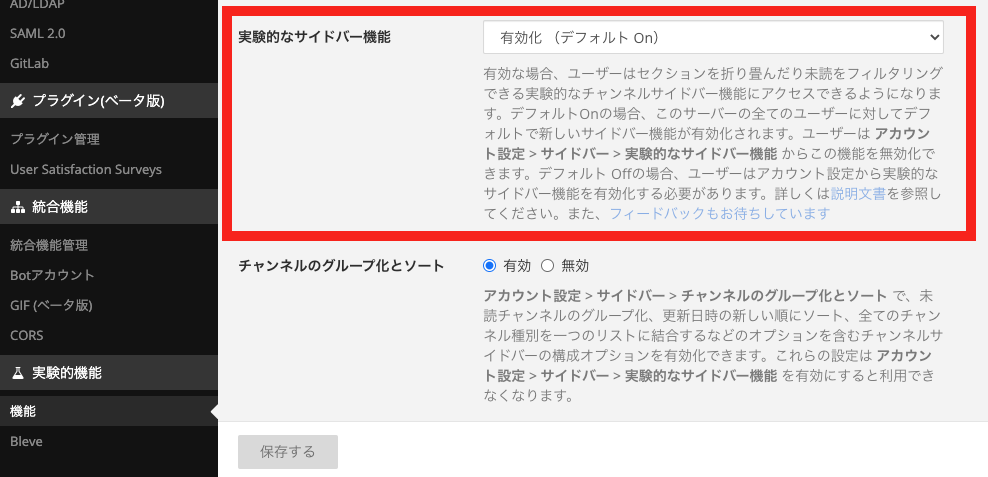 AD/LDAP
SAML 2.0
GitLab
プラグイン(ベータ版)
プラグイン管理
User Satisfaction Surveys
統合機能
統合機能管理
Botアカウント
GIF (ベータ版)
CORS
実験的機能
機能
Bleve
実験的なサイドバー機能
有効化 （デフォルト On）
有効な場合、ユーザーはセクションを折り畳んだり未読をフィルタリング
できる実験的なチャンネルサイドバー機能にアクセスできるようになりま
す。デフォルトOnの場合、このサーバーの全てのユーザーに対してデフ
ォルトで新しいサイドバー機能が有効化されます。ユーザーは アカウン
ト設定 > サイドバー > 実験的なサイドバー機能 からこの機能を無効化で
きます。デフォルト Offの場合、ユーザーはアカウント設定から実験的な
サイドバー機能を有効化する必要があります。詳しくは説明文書を参照し
てください。また、フィードバックもお待ちしています
チャンネルのグループ化とソート
有効 無効
アカウント設定 > サイドバー > チャンネルのグループ化とソート で、未
読チャンネルのグループ化、更新日時の新しい順にソート、全てのチャン
ネル種別を一つのリストに結合するなどのオプションを含むチャンネルサ
イドバーの構成オプションを有効化できます。これらの設定は アカウン
ト設定 > サイドバー > 実験的なサイドバー機能 を有効にすると利用でき
なくなります。
保存する